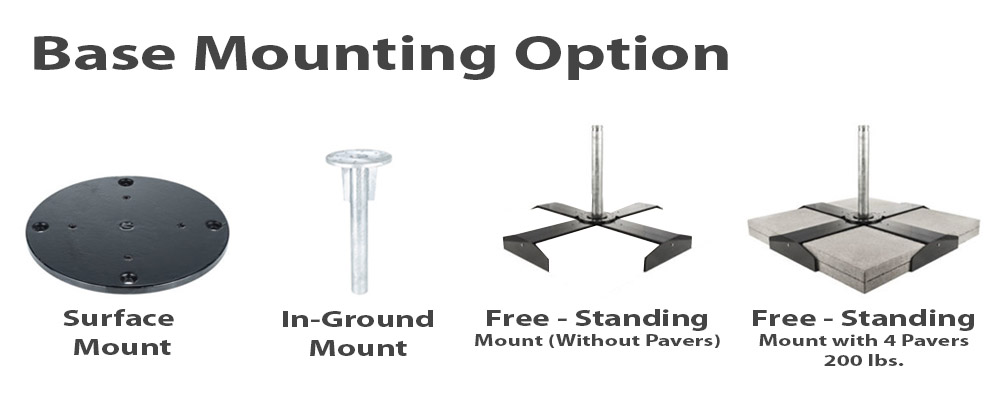 Base Mounting Option
Surface
Mount
In-Ground
Mount
Free - Standing
Mount (Without Pavers)
Free - Standing
Mount with 4 Pavers
200 lbs.